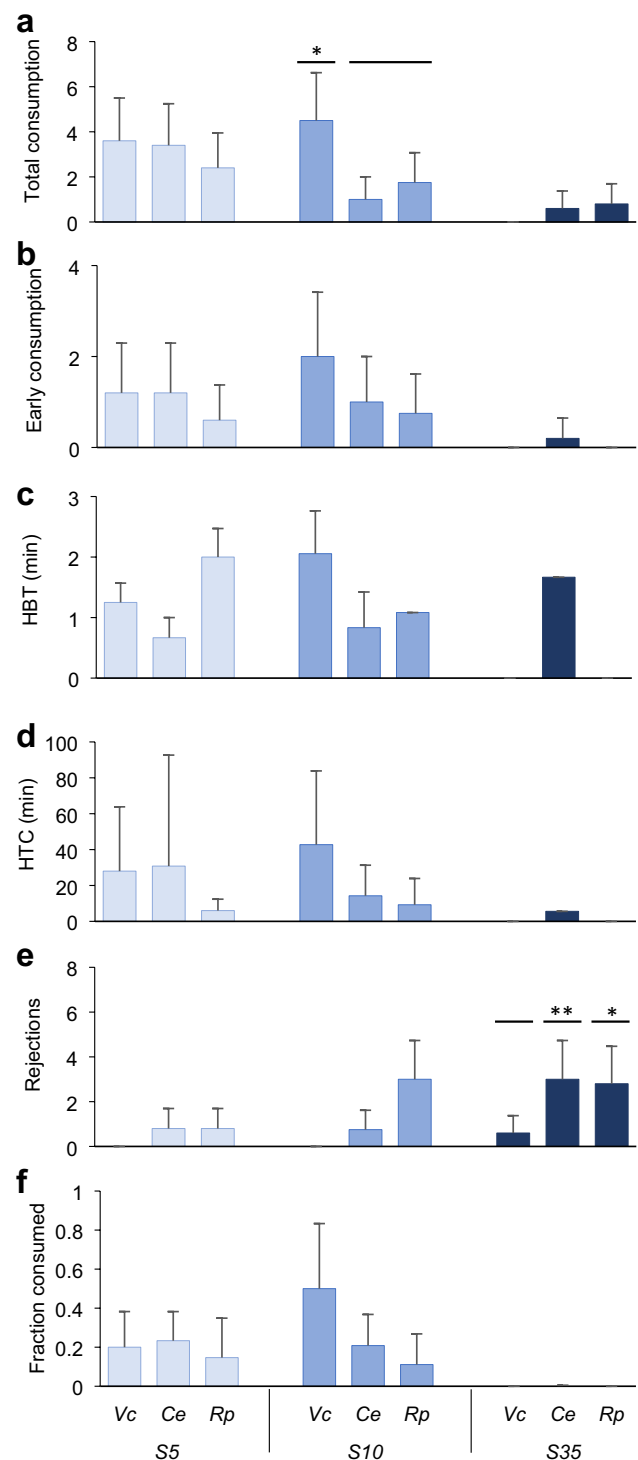 a
Total consumption
8
6
4
2
0
*
b
Early consumption
4
2
0
c
HBT (min)
3
2
1
0
d
HTC (min)
100
80
60
40
20
0
e
Rejections
8
6
4
2
0
** *
f
Fraction consumed
1
0.8
0.6
0.4
0.2
0
Vc Ce Rp Vc Ce Rp Vc Ce Rp
S5 S10 S35